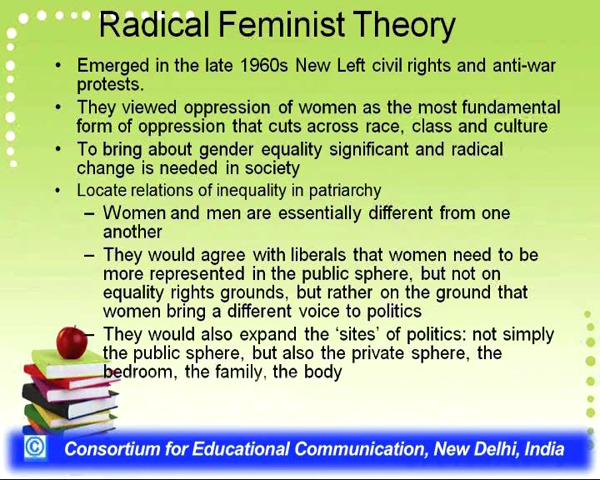 Radical Feminist Theory
• Emerged in the late 1960s New Left civil rights and anti-war
protests.
• They viewed oppression of women as the most fundamental
form of oppression that cuts across race, class and culture
• To bring about gender equality significant and radical
change is needed in society
• Locate relations of inequality in patriarchy
– Women and men are essentially different from one
another
– They would agree with liberals that women need to be
more represented in the public sphere, but not on
equality rights grounds, but rather on the ground that
women bring a different voice to politics
– They would also expand the ‘sites’ of politics: not simply
the public sphere, but also the private sphere, the
bedroom, the family, the body
© Consortium for Educational Communication, New Delhi, India